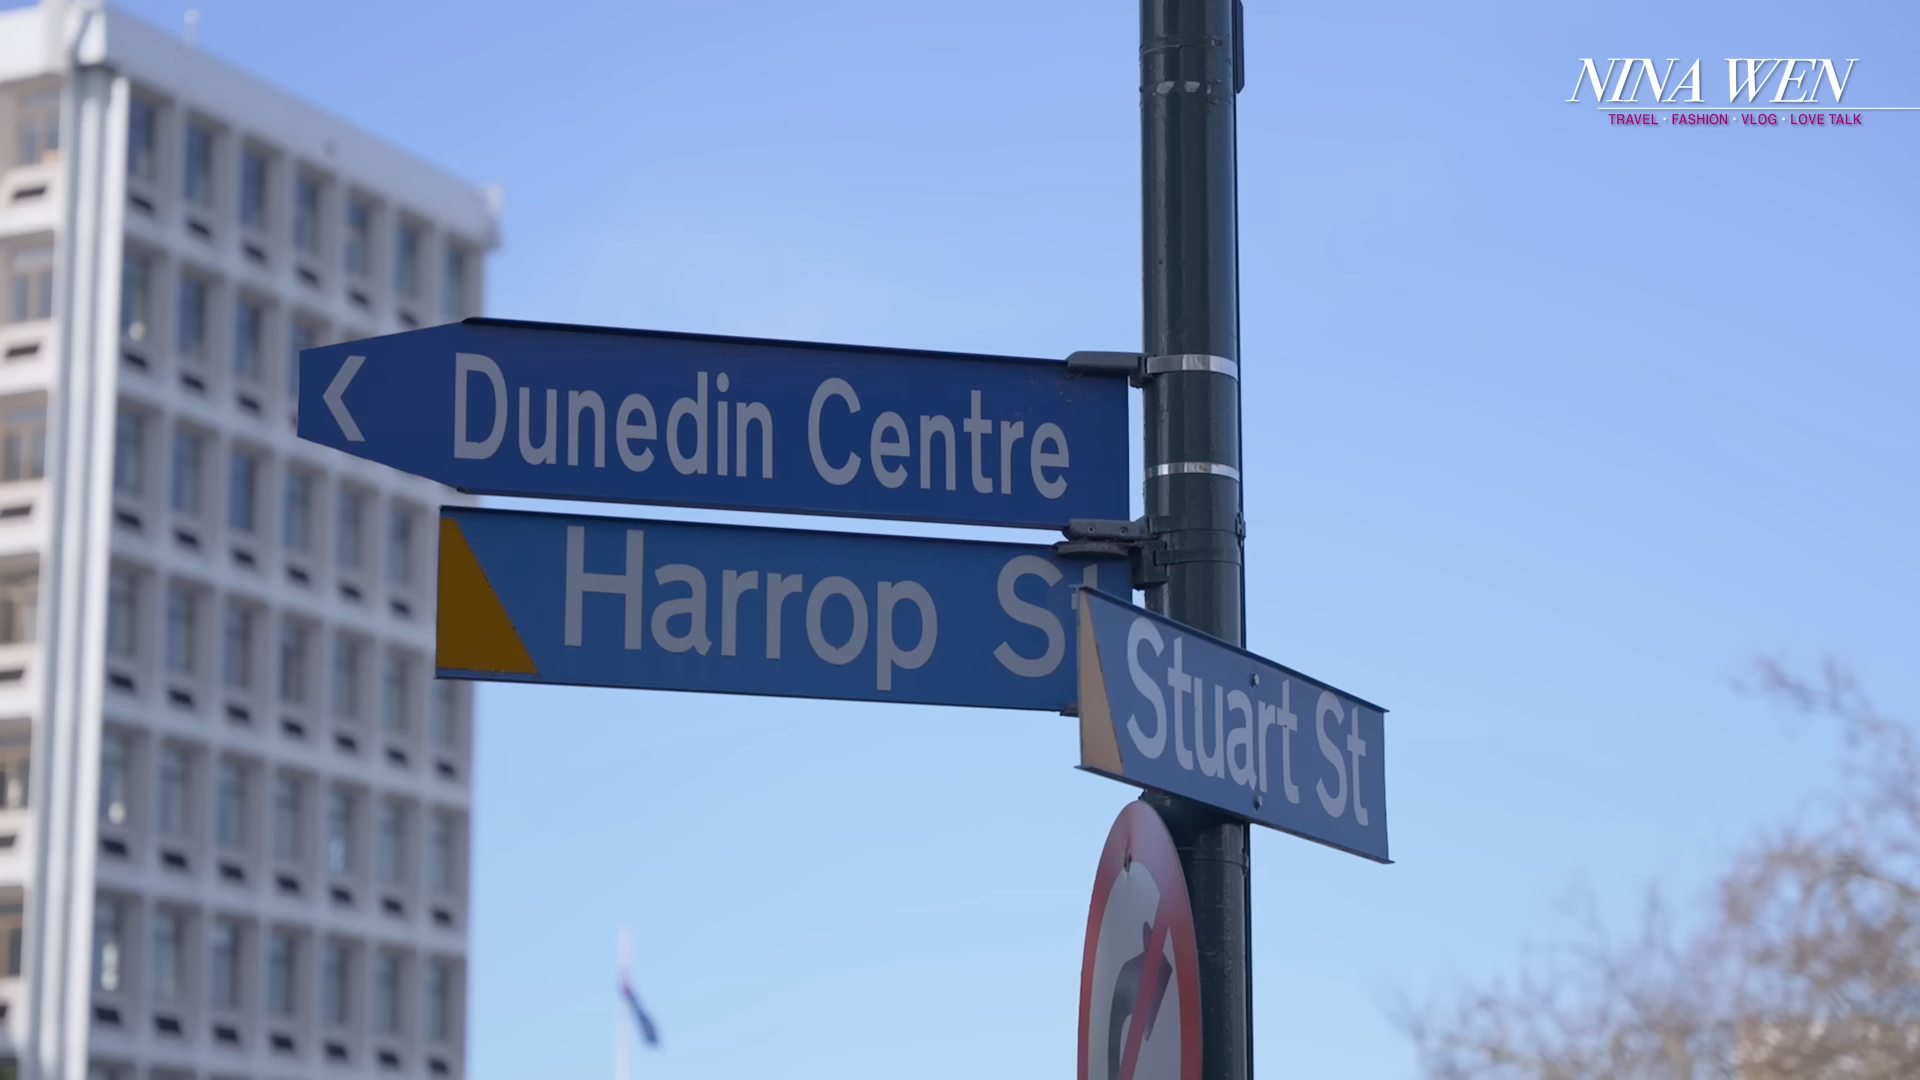 NINA WEN
TRAVEL · FASHION · VLOG · LOVE TALK
Dunedin Centre
Harrop St
Stuart St